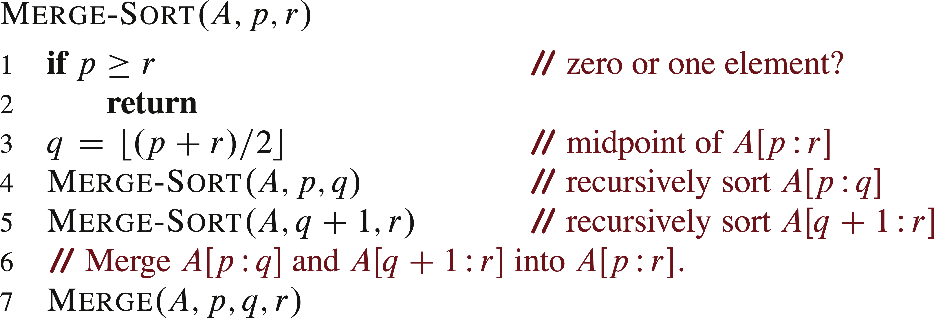 MERGE-SORT(A, p, r)
1 if p ≥ r // zero or one element?
2 return
3 q = ⌊(p + r)/2⌋ // midpoint of A[p : r]
4 MERGE-SORT(A, p, q) // recursively sort A[p : q]
5 MERGE-SORT(A, q + 1, r) // recursively sort A[q + 1 : r]
6 // Merge A[p : q] and A[q + 1 : r] into A[p : r].
7 MERGE(A, p, q, r)